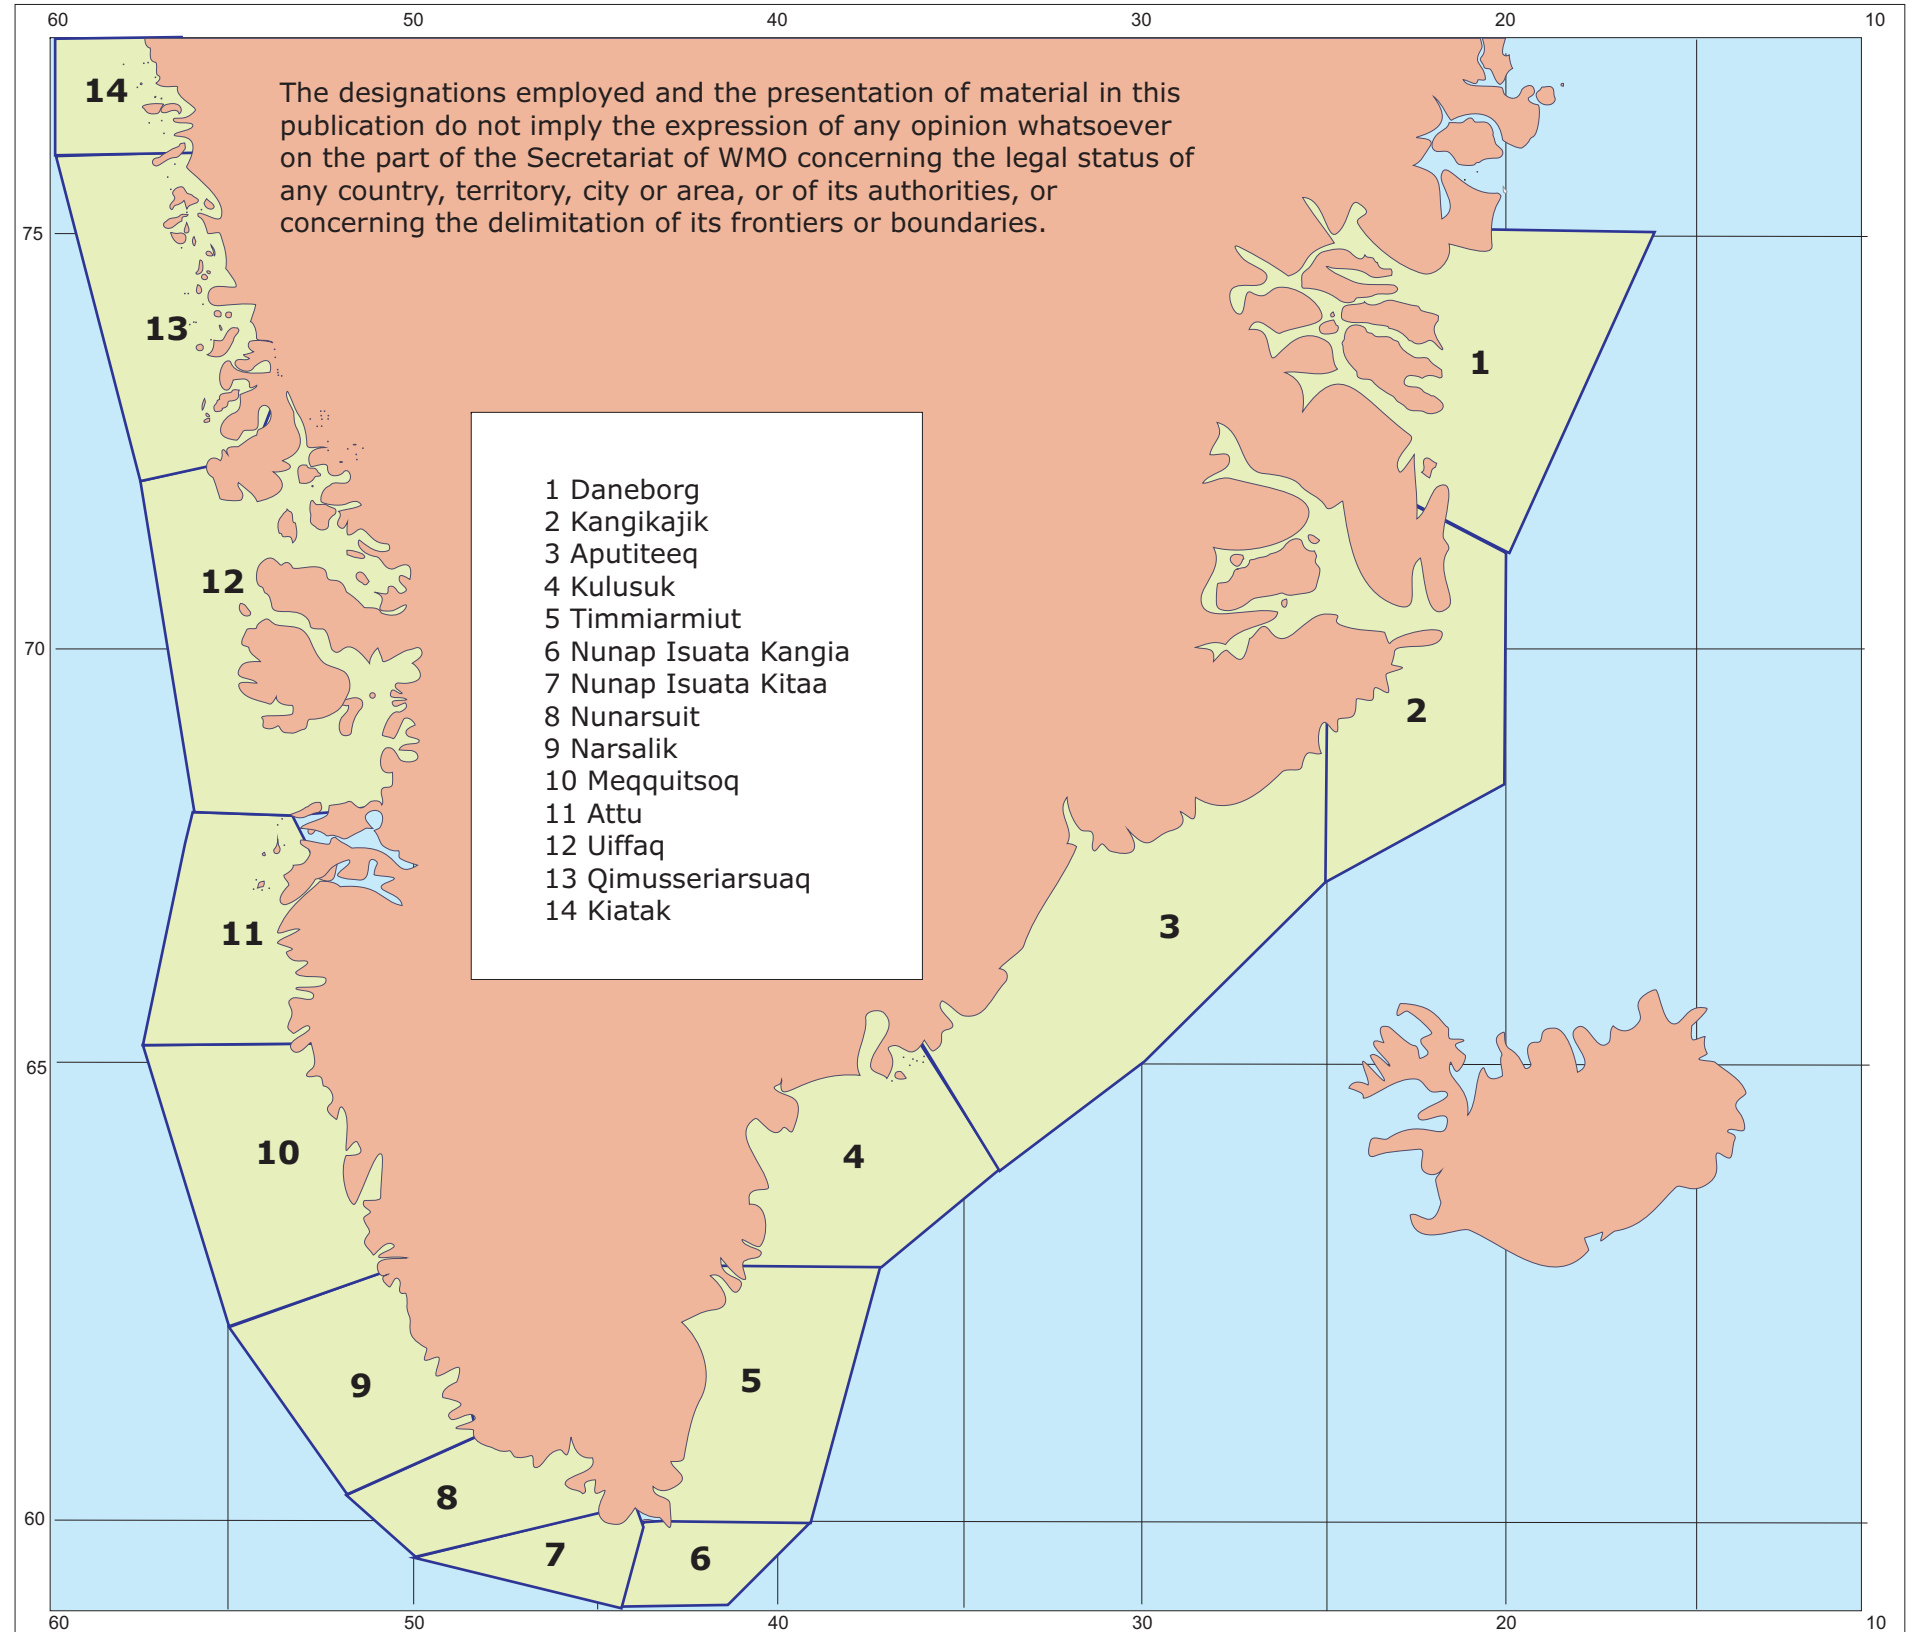 60 50 40 30 20 10
14
The designations employed and the presentation of material in this
publication do not imply the expression of any opinion whatsoever
on the part of the Secretariat of WMO concerning the legal status of
any country, territory, city or area, or of its authorities, or
concerning the delimitation of its frontiers or boundaries.
75
13
1
1 Daneborg
2 Kangikajik
3 Aputiteeq
4 Kulusuk
5 Timmiarmiut
6 Nunap Isuata Kangia
7 Nunap Isuata Kitaa
8 Nunarsuit
9 Narsalik
10 Meqquitsoq
11 Attu
12 Uiffaq
13 Qimusseriarsuaq
14 Kiatak
12
70
2
11
3
65
10
4
9
5
8
60
7
6
60 50 40 30 20 10